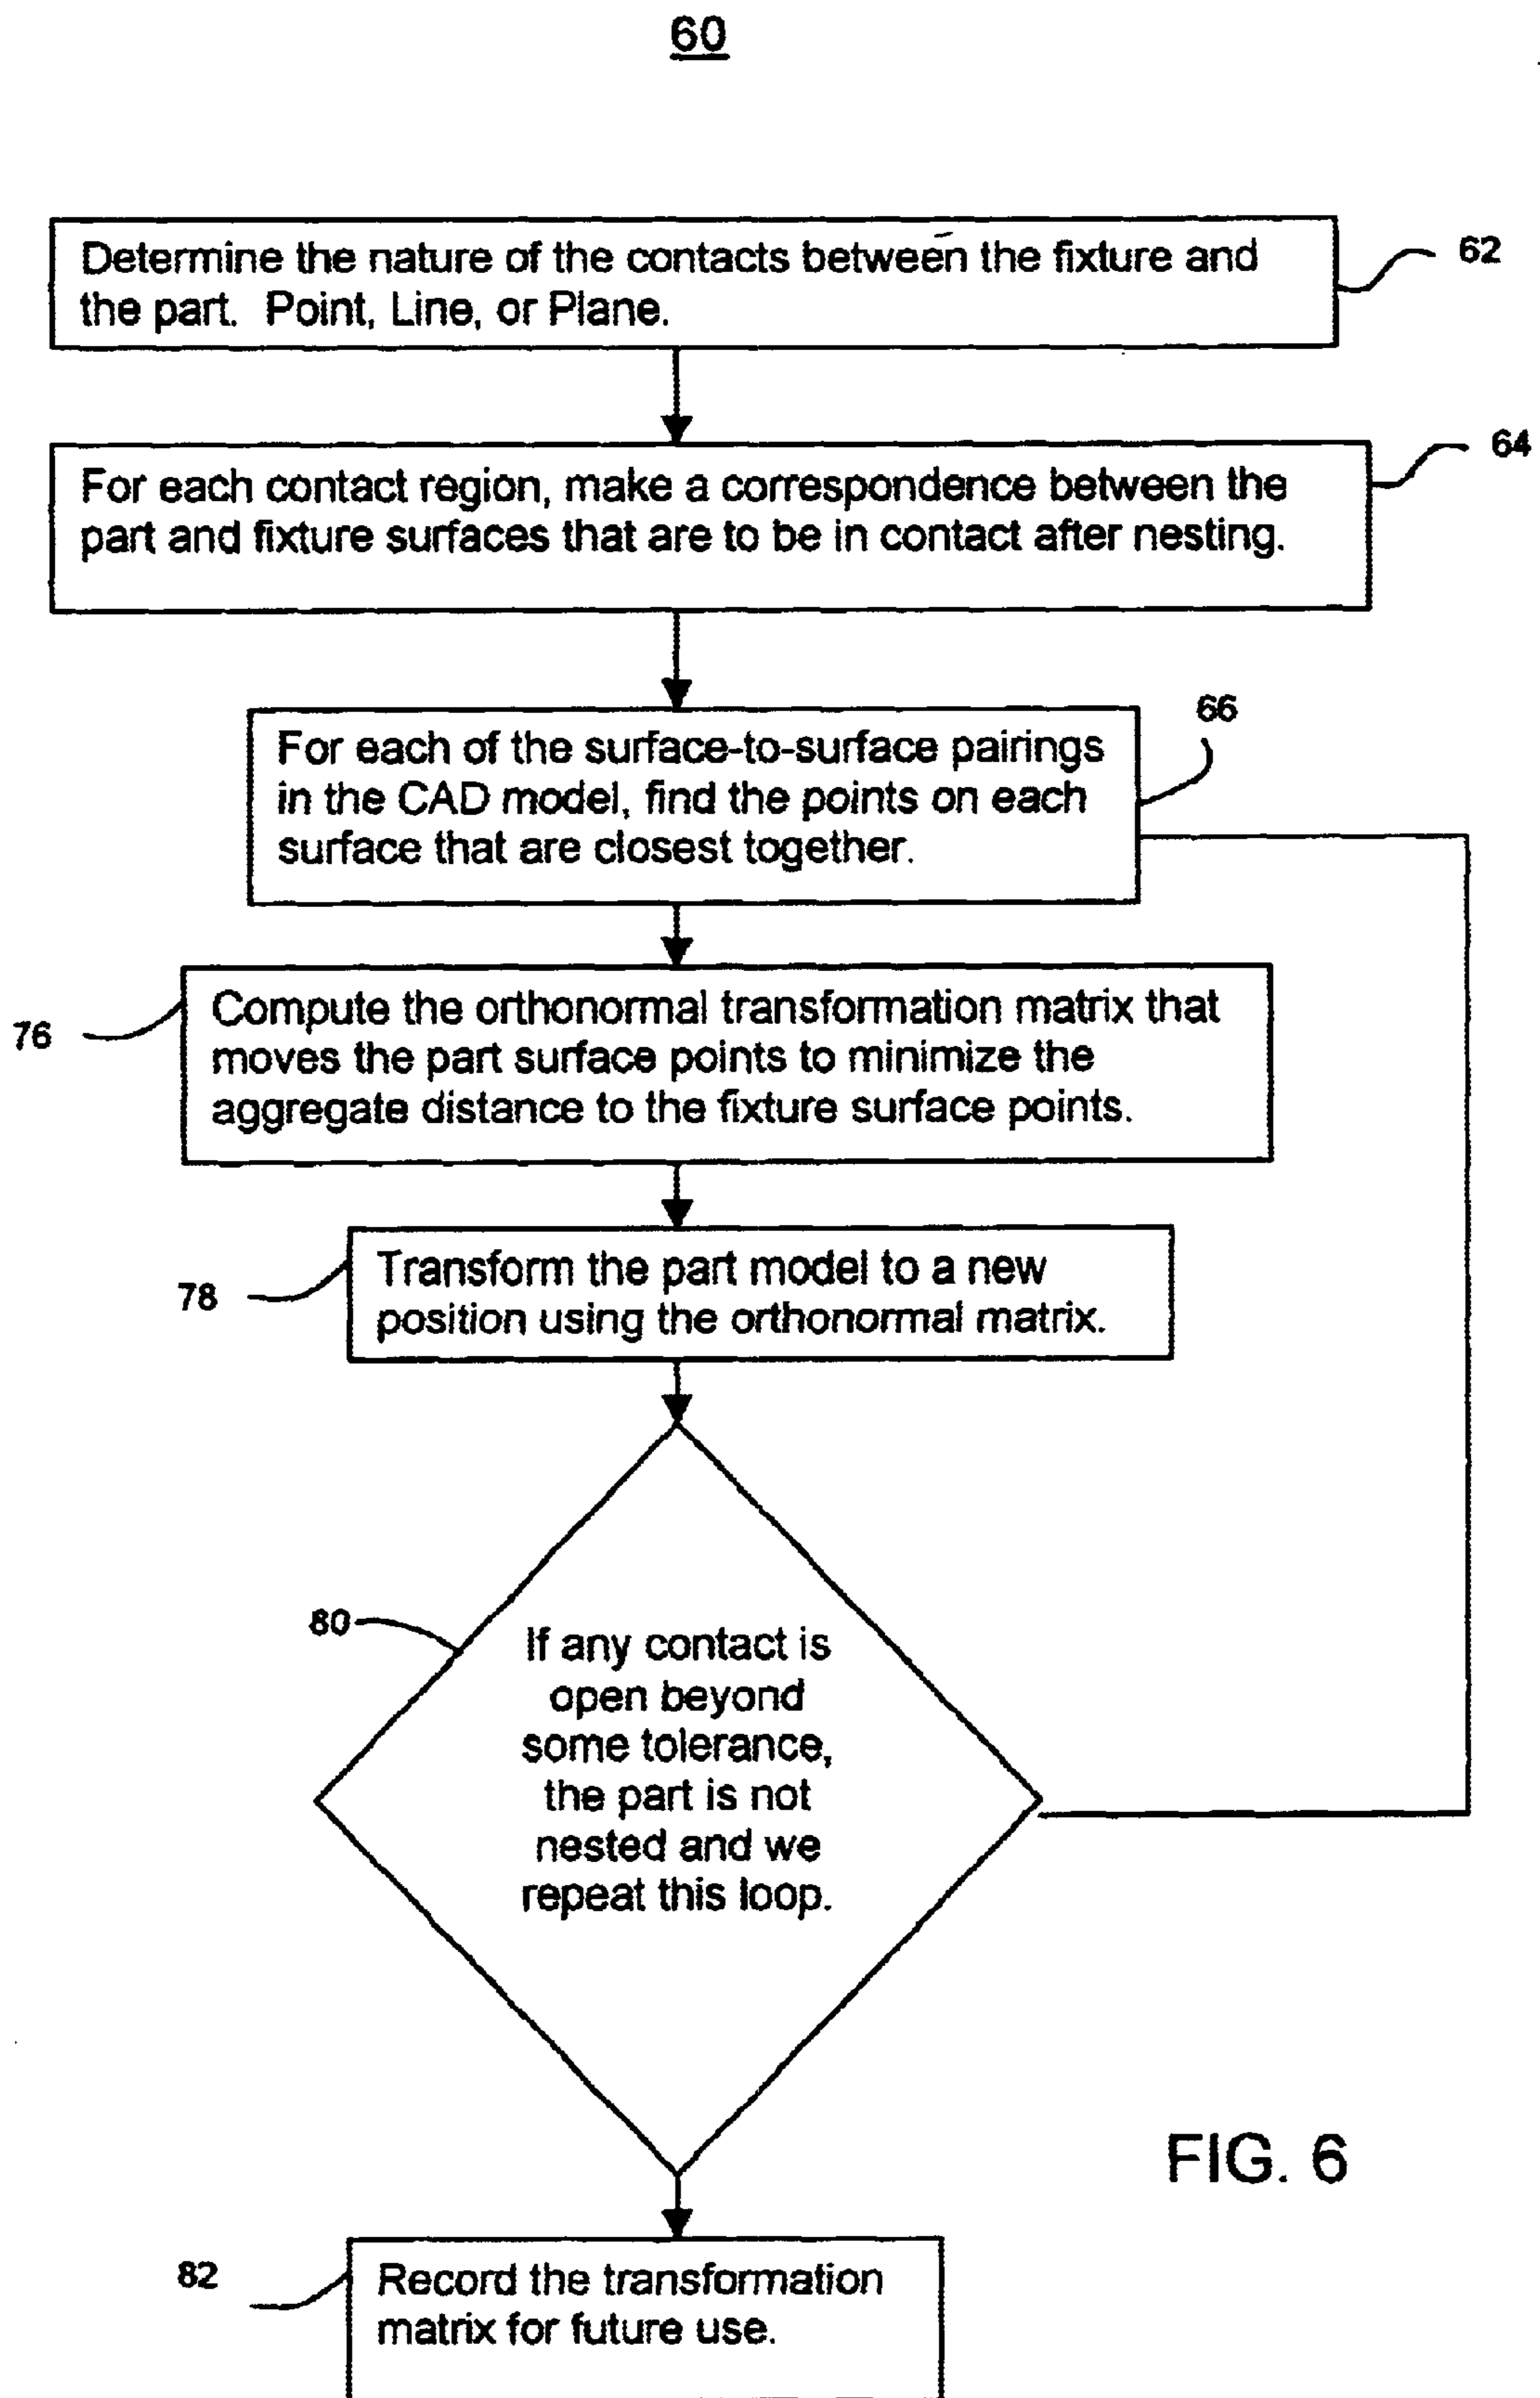 60
Determine the nature of the contacts between the fixture and
the part. Point, Line, or Plane.
62
For each contact region, make a correspondence between the
part and fixture surfaces that are to be in contact after nesting.
64
For each of the surface-to-surface pairings
in the CAD model, find the points on each
surface that are closest together.
66
76
Compute the orthonormal transformation matrix that
moves the part surface points to minimize the
aggregate distance to the fixture surface points.
78
Transform the part model to a new
position using the orthonormal matrix.
80
If any contact is
open beyond
some tolerance,
the part is not
nested and we
repeat this loop.
FIG. 6
82
Record the transformation
matrix for future use.